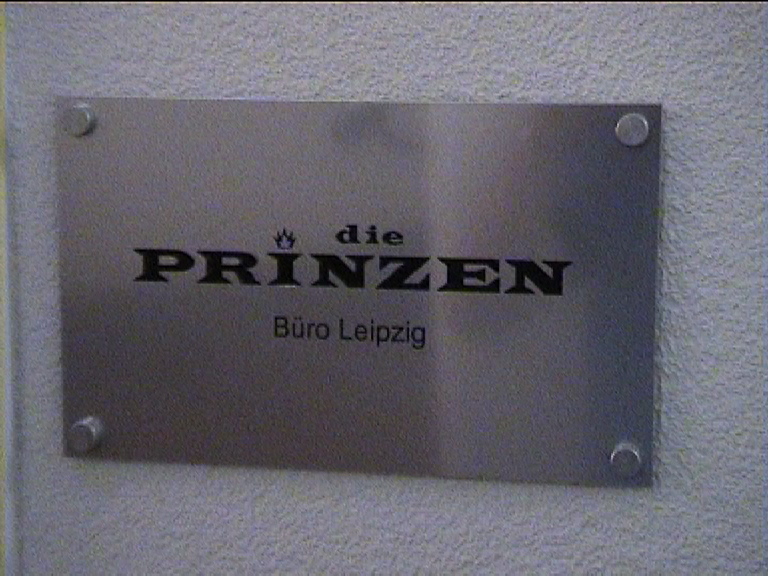 die
PRINZEN
Büro Leipzig